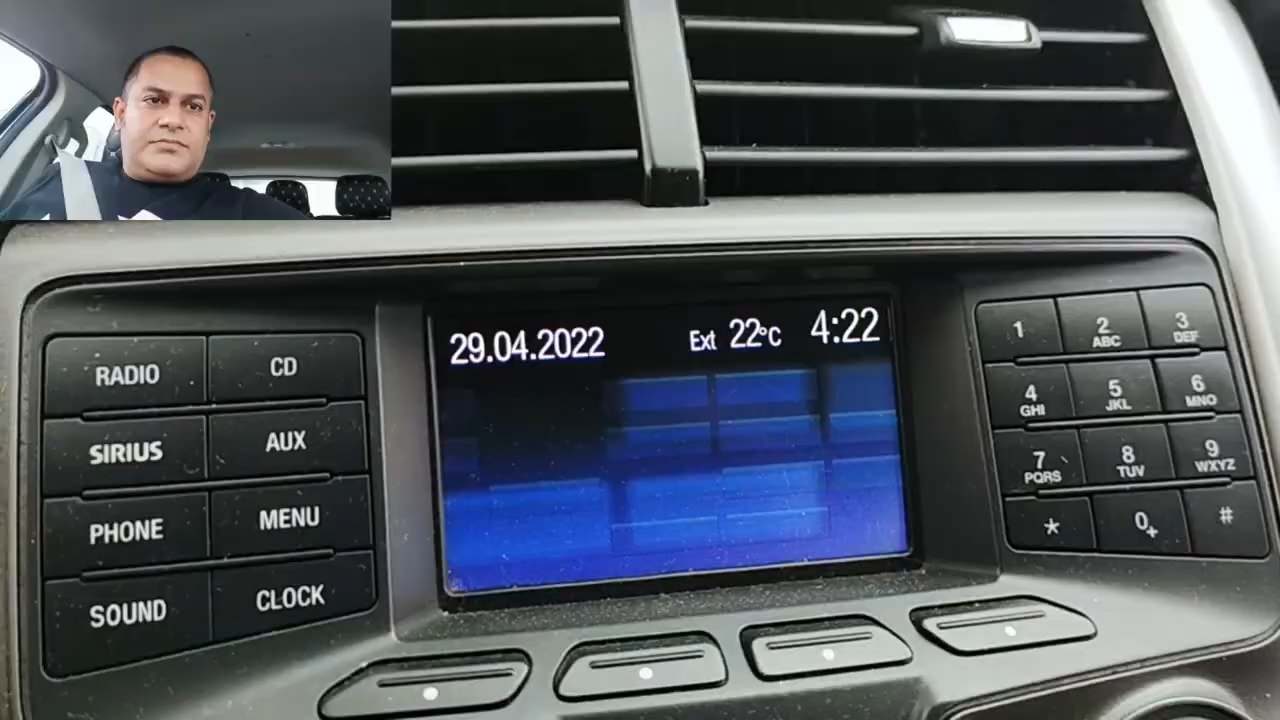 29.04.2022 Ext 22°C 4:22
RADIO CD
SIRIUS AUX
PHONE MENU
SOUND CLOCK
1 2 ABC 3 DEF
4 GHI 5 JKL 6 MNO
7 PQRS 8 TUV 9 WXYZ
* 0+ #